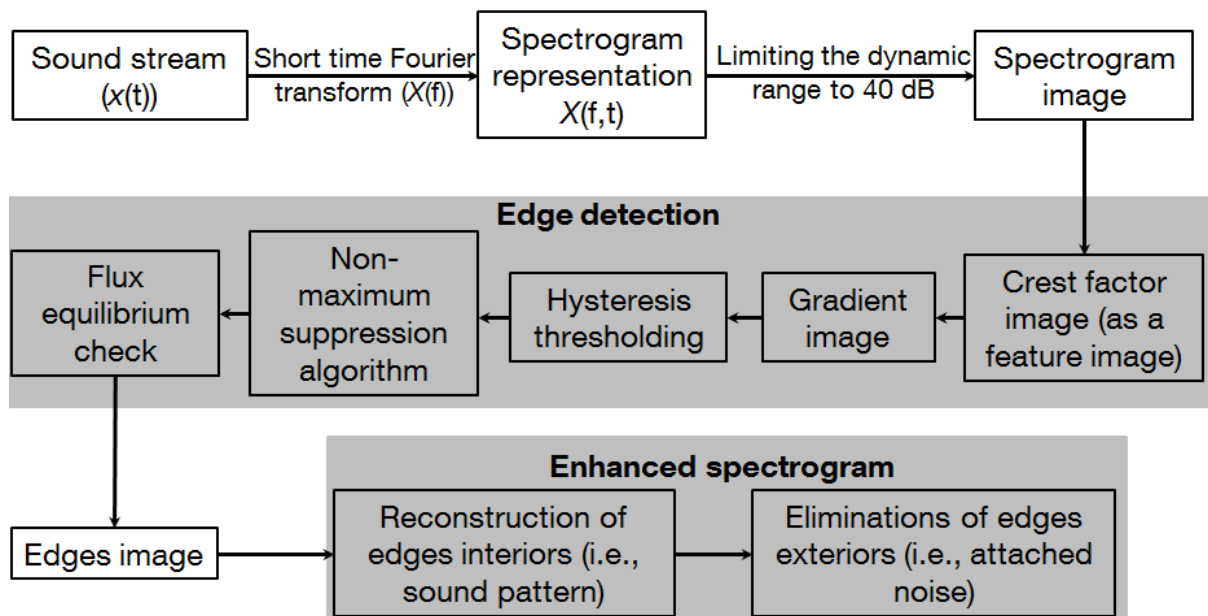 Sound stream
(x(t))
Short time Fourier
transform (X(f))
Spectrogram
representation
X(f,t)
Limiting the dynamic
range to 40 dB
Spectrogram
image
Edge detection
Crest factor
image (as a
feature image)
Gradient
image
Hysteresis
thresholding
Non-
maximum
suppression
algorithm
Flux
equilibrium
check
Edges image
Enhanced spectrogram
Reconstruction of
edges interiors (i.e.,
sound pattern)
Eliminations of edges
exteriors (i.e., attached
noise)